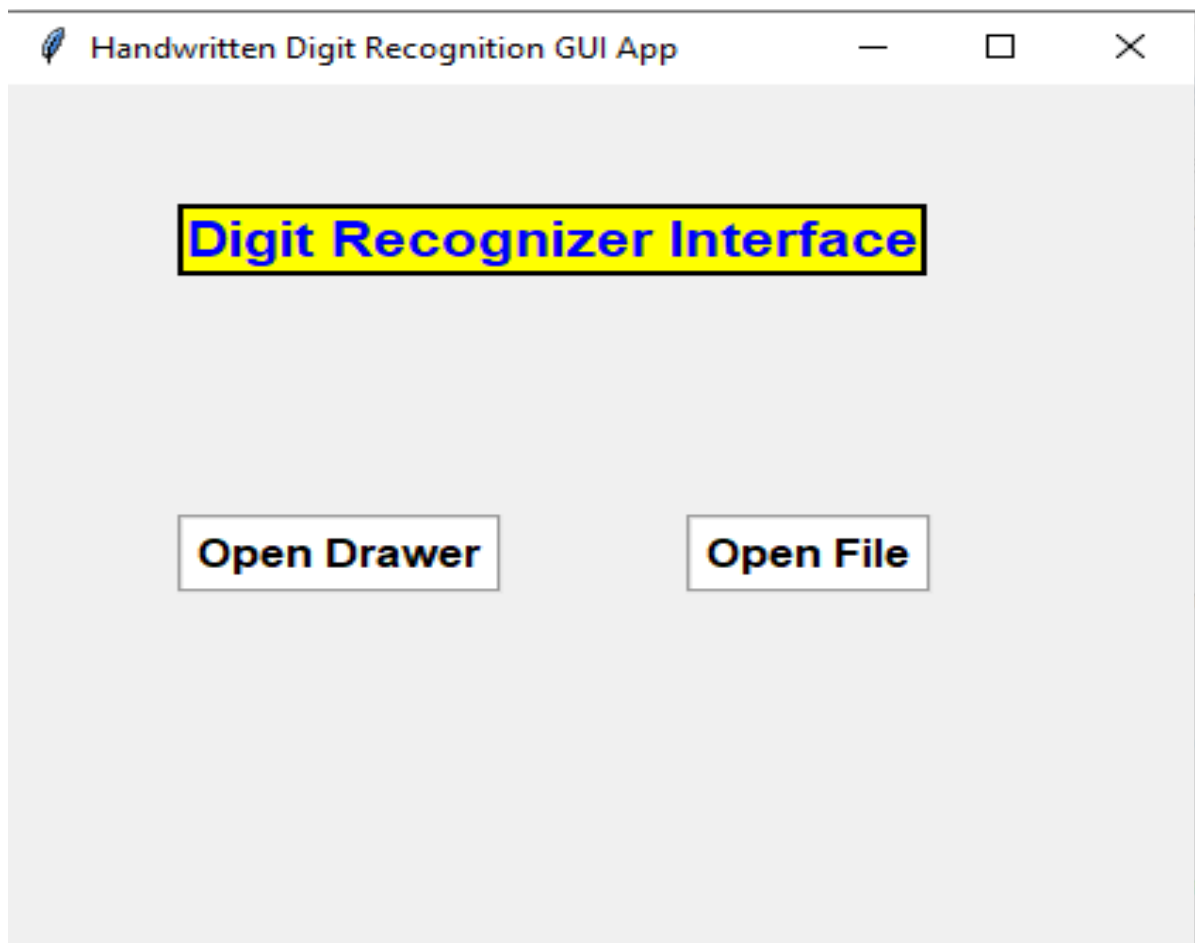 Handwritten Digit Recognition GUI App
Digit Recognizer Interface
Open Drawer
Open File